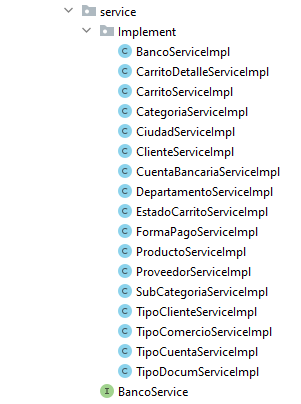 service
Implement
C BancoServiceImpl
C CarritoDetalleServiceImpl
C CarritoServiceImpl
C CategoriaServiceImpl
C CiudadServiceImpl
C ClienteServiceImpl
C CuentaBancariaServiceImpl
C DepartamentoServiceImpl
C EstadoCarritoServiceImpl
C FormaPagoServiceImpl
C ProductoServiceImpl
C ProveedorServiceImpl
C SubCategoriaServiceImpl
C TipoClienteServiceImpl
C TipoComercioServiceImpl
C TipoCuentaServiceImpl
C TipoDocumServiceImpl
I BancoService